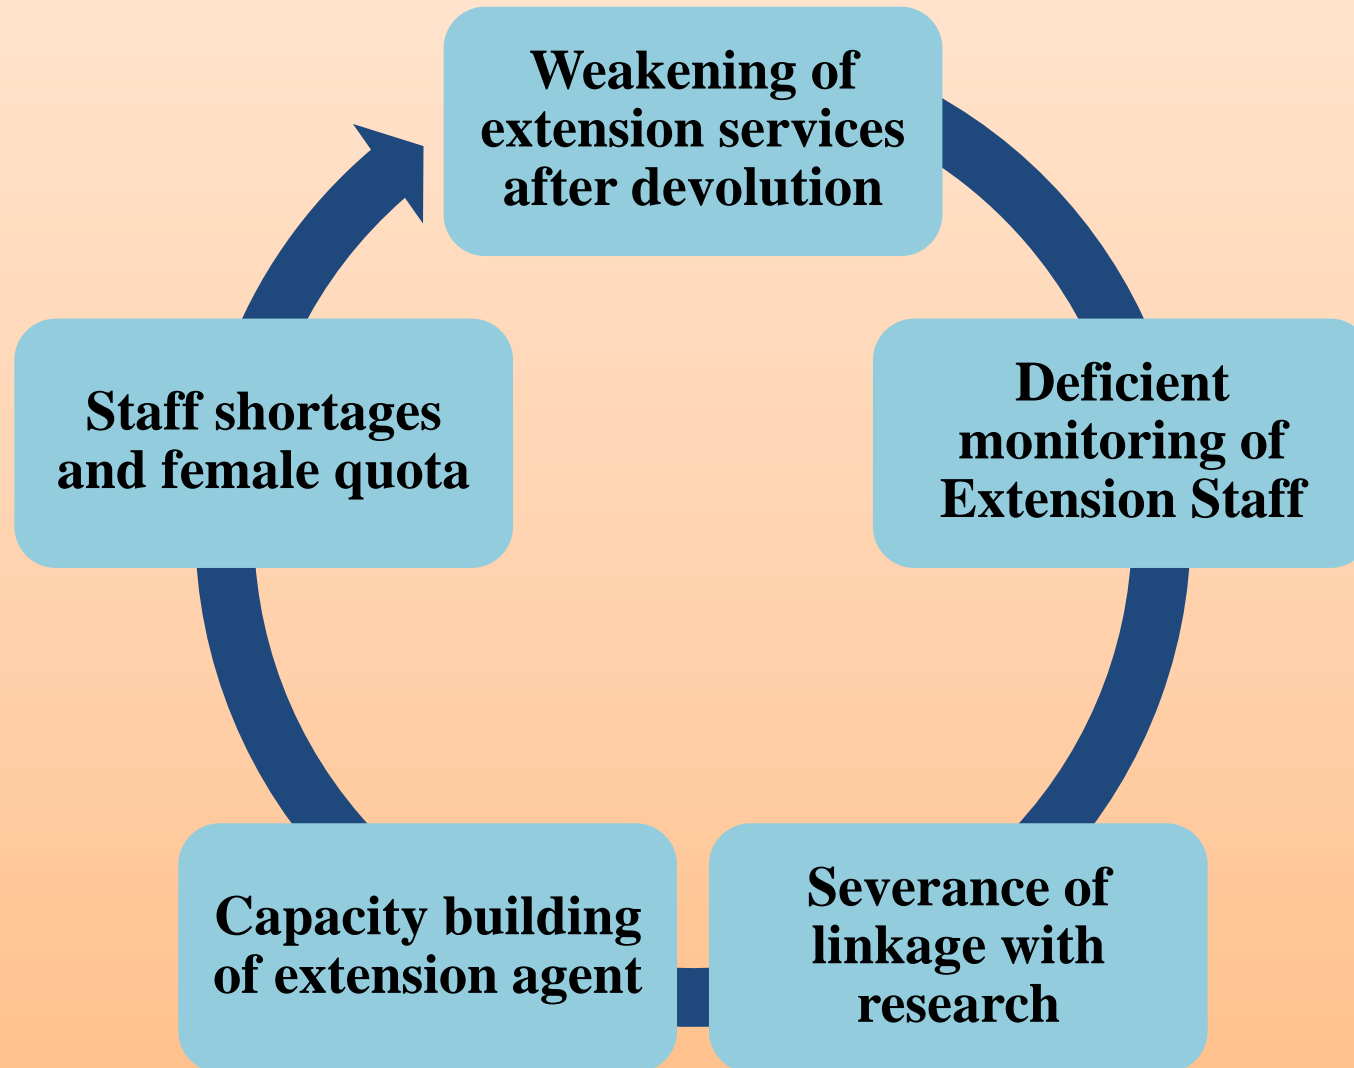 Weakening of
extension services
after devolution
Deficient
monitoring of
Extension Staff
Severance of
linkage with
research
Capacity building
of extension agent
Staff shortages
and female quota